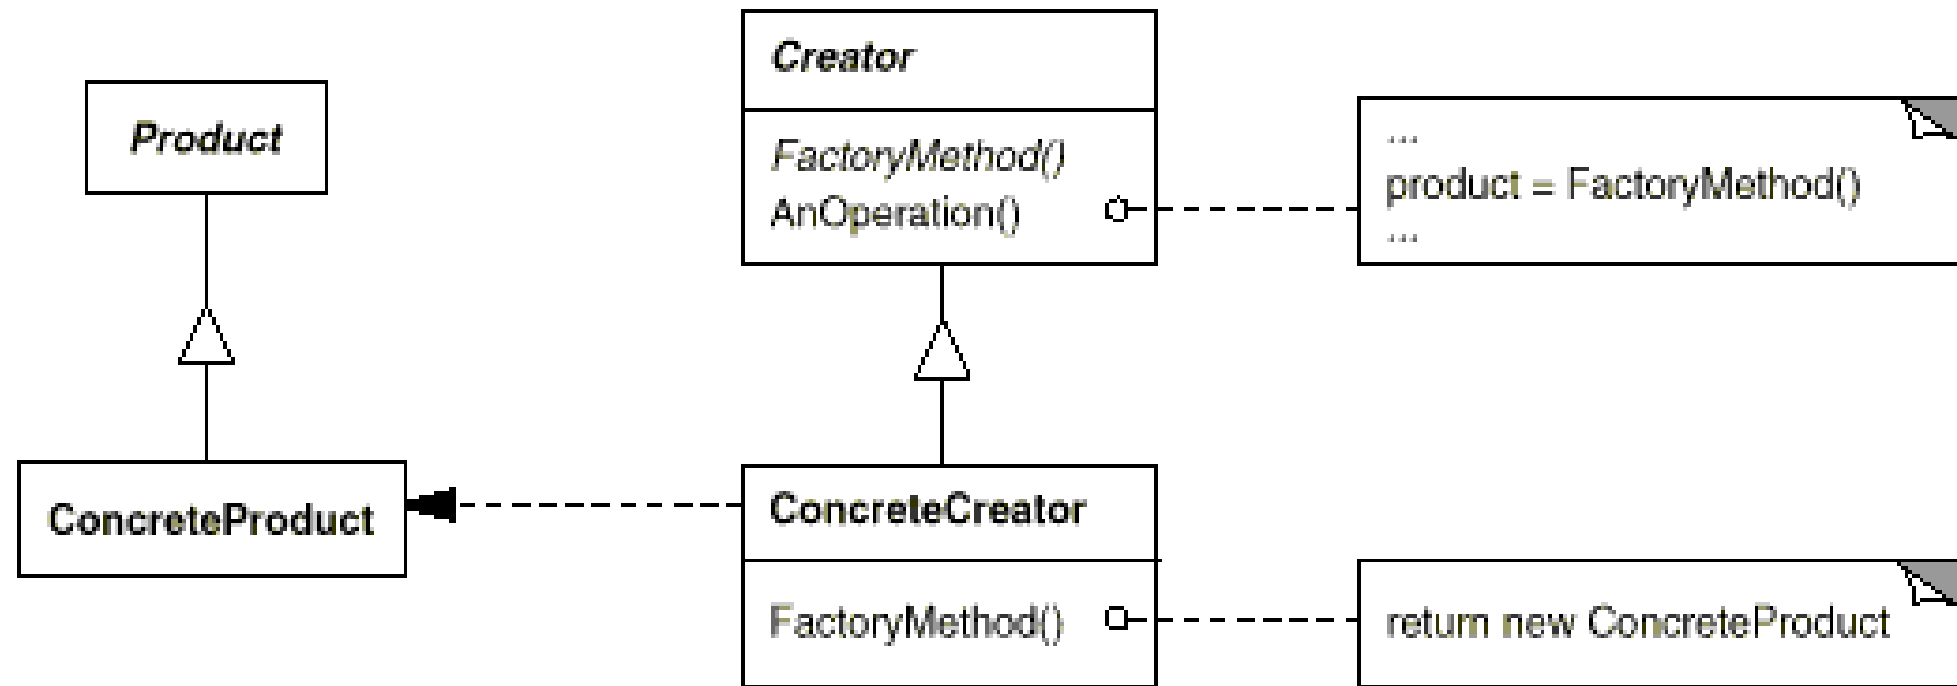 Product
Creator
FactoryMethod()
AnOperation()
...
product = FactoryMethod()
...
ConcreteProduct
ConcreteCreator
FactoryMethod()
return new ConcreteProduct